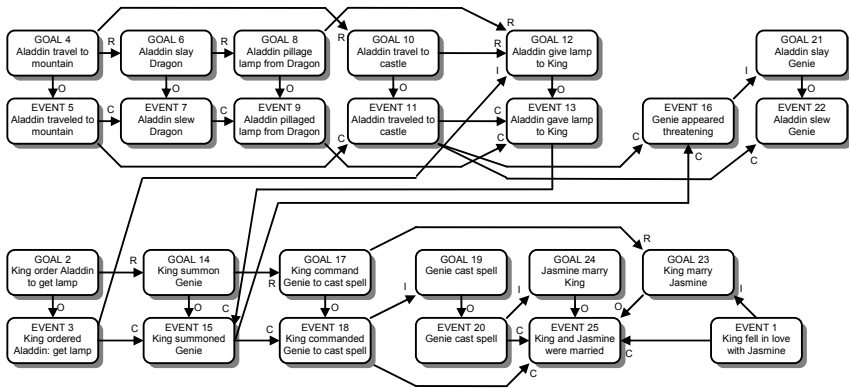 GOAL 4
Aladdin travel to
mountain
GOAL 6
Aladdin slay
Dragon
GOAL 8
Aladdin pillage
lamp from Dragon
GOAL 10
Aladdin travel to
castle
GOAL 12
Aladdin give lamp
to King
GOAL 21
Aladdin slay
Genie
R
R
R
R
R
I
I
O
O
O
O
O
O
EVENT 5
Aladdin traveled to
mountain
EVENT 7
Aladdin slew
Dragon
EVENT 9
Aladdin pillaged
lamp from Dragon
EVENT 11
Aladdin traveled to
castle
EVENT 13
Aladdin gave lamp
to King
EVENT 16
Genie appeared
threatening
EVENT 22
Aladdin slew
Genie
C
C
C
C
C
C
C
C
GOAL 2
King order Aladdin
to get lamp
GOAL 14
King summon
Genie
GOAL 17
King command
Genie to cast spell
GOAL 19
Genie cast spell
GOAL 24
Jasmine marry
King
GOAL 23
King marry
Jasmine
R
R
R
I
I
I
O
O
O
O
O
O
EVENT 3
King ordered
Aladdin: get lamp
EVENT 15
King summoned
Genie
EVENT 18
King commanded
Genie to cast spell
EVENT 20
Genie cast spell
EVENT 25
King and Jasmine
were married
EVENT 1
King fell in love
with Jasmine
C
C
C
C
C
C